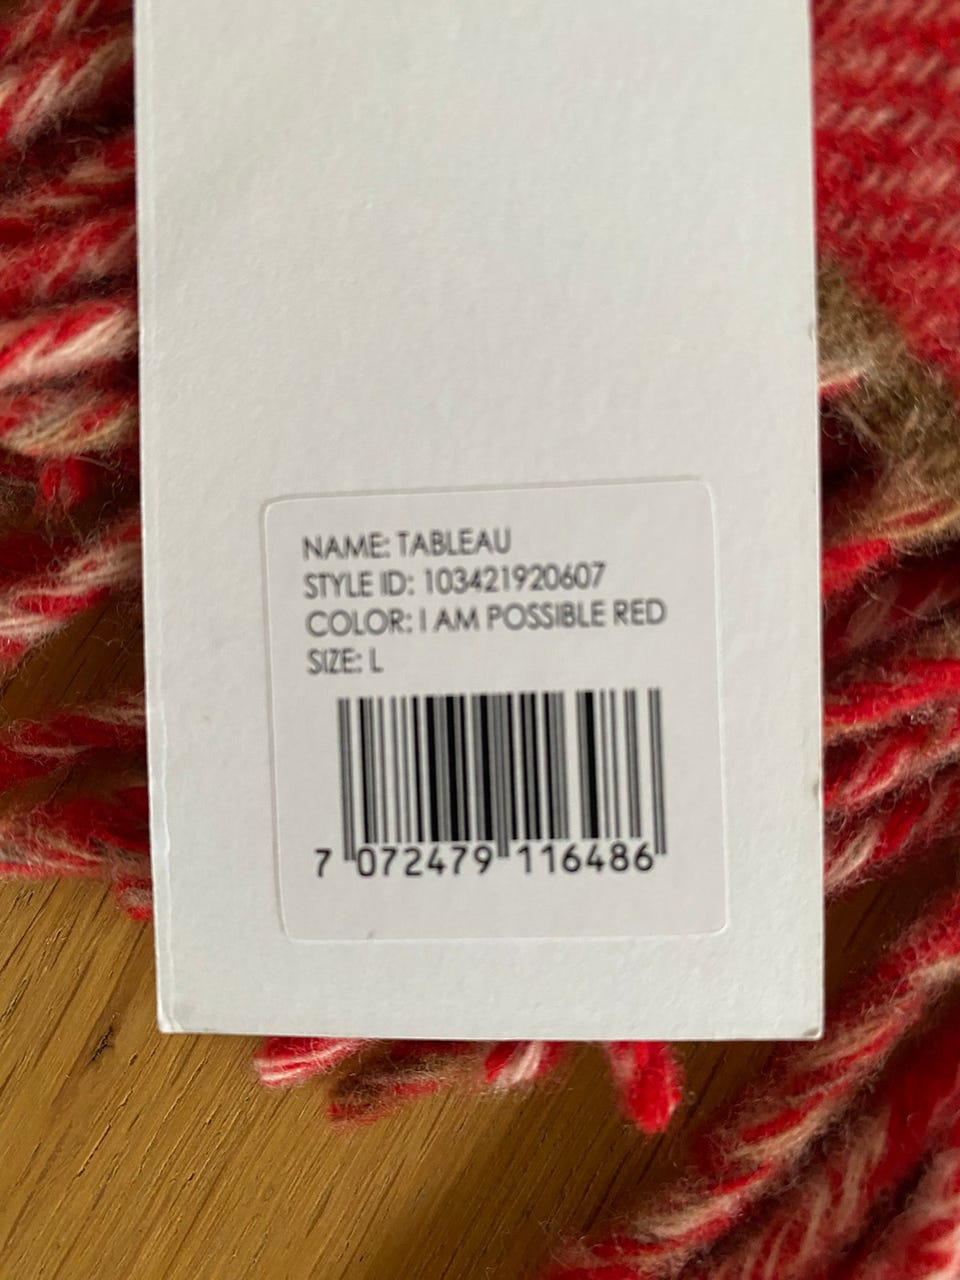 NAME: TABLEAU
STYLE ID: 103421920607
COLOR: I AM POSSIBLE RED
SIZE: L
7 072479 116486